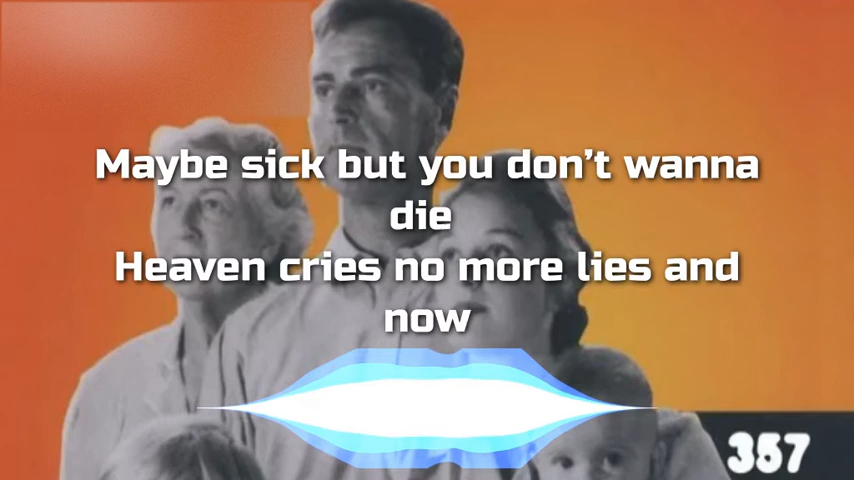 Maybe sick but you don’t wanna
die
Heaven cries no more lies and
now
357